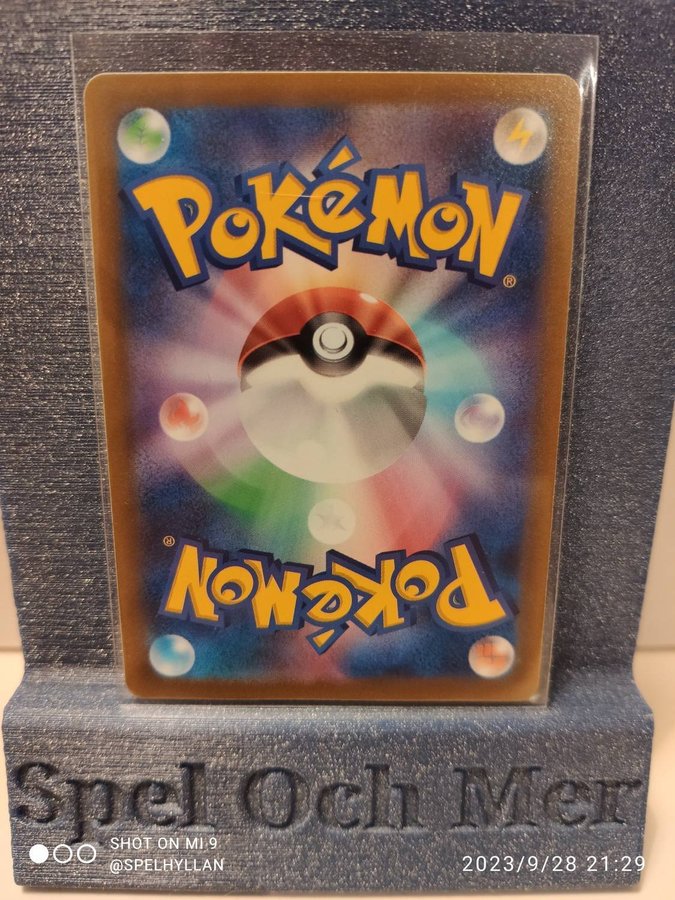 POKéMON
®
®
POKéMON
Spel Och Mer
SHOT ON MI 9
@SPELHYLLAN
2023/9/28 21:29